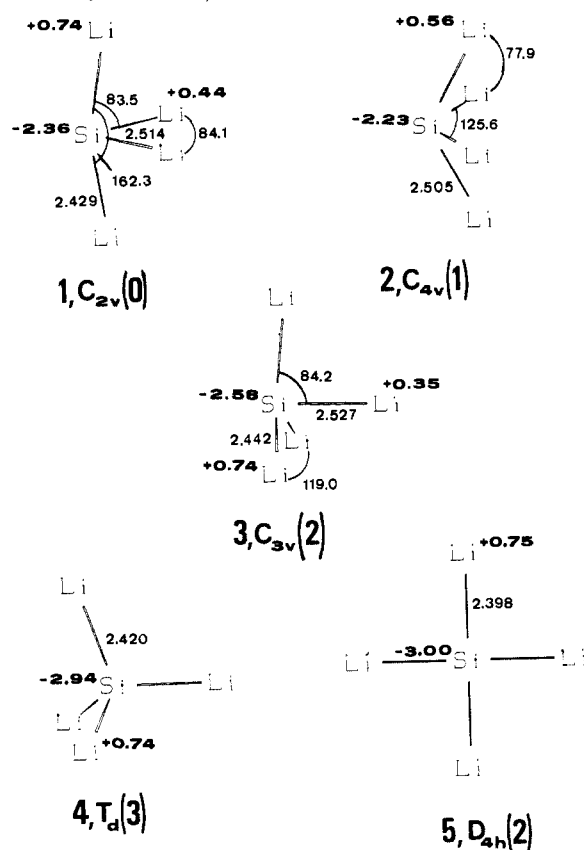 +0.74 Li
+0.44
83.5
Li
-2.36 Si
2.514
84.1
Li
162.3
2.429
Li
1, C2v(0)
+0.56
Li
77.9
Li
-2.23 Si
125.6
Li
2.505
Li
2, C4v(1)
Li
84.2
+0.35
-2.58 Si
Li
2.527
2.442
Li
+0.74
Li
119.0
3, C3v(2)
Li
2.420
-2.94 Si
Li
Li
Li +0.74
4, Td(3)
Li +0.75
2.398
Li
-3.00 Si
Li
Li
5, D4h(2)